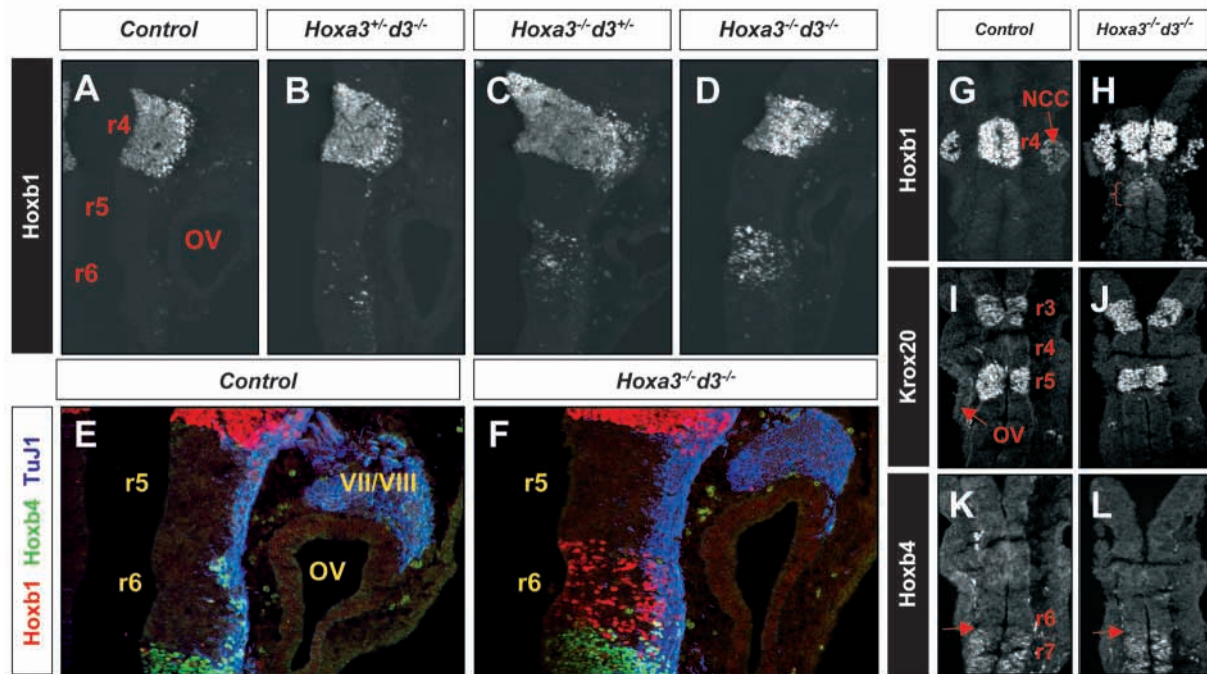 Control
Hoxa3+/-d3-/-
Hoxa3-/-d3+/-
Hoxa3-/-d3-/-
Control
Hoxa3-/-d3-/-
Hoxb1
A
r4
r5
r6
OV
B
C
D
Hoxb1
G
NCC
r4
H
{
Krox20
I
OV
r3
r4
r5
J
Control
Hoxa3-/-d3-/-
Hoxb1 Hoxb4 TuJ1
E
r5
r6
VII/VIII
OV
F
r5
r6
Hoxb4
K
r6
r7
L